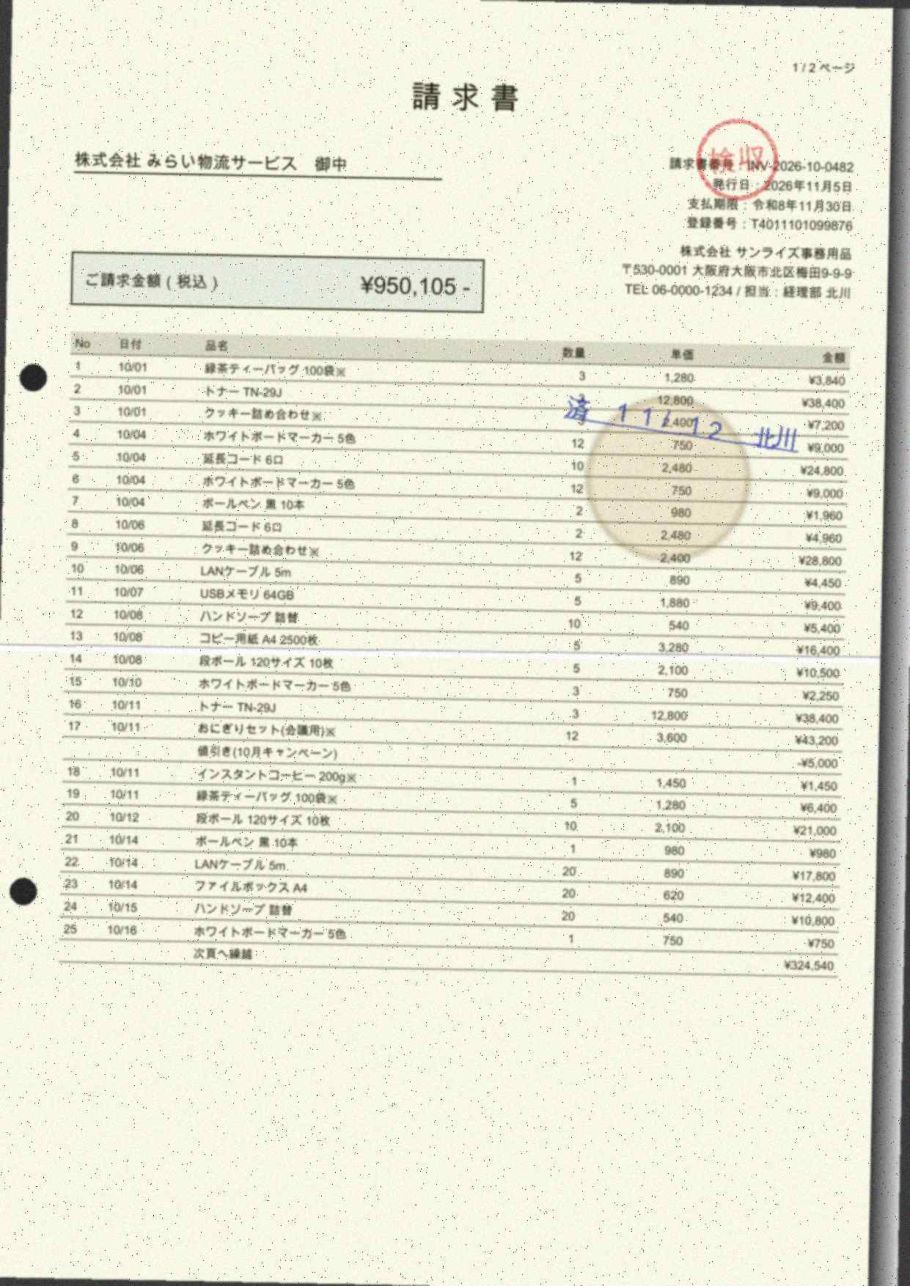 1 / 2 ページ
請求書
株式会社 みらい物流サービス 御中
検収
請求書番号 : INV-2026-10-0482
発行日 : 2026年11月5日
支払期限 : 令和8年11月30日
登録番号 : T4011101099876
株式会社 サンライズ事務用品
〒530-0001 大阪府大阪市北区梅田9-9-9
TEL 06-0000-1234 / 担当 : 経理部 北川
ご請求金額 ( 税込 ) ¥950,105 -
No 日付 品名 数量 単価 金額
1 10/01 緑茶ティーバッグ 100袋※ 3 1,280 ¥3,840
2 10/01 トナー TN-29J 12,800 ¥38,400
3 10/01 クッキー詰め合わせ※ 2,400 ¥7,200
済 11/12 北川
4 10/04 ホワイトボードマーカー 5色 12 750 ¥9,000
5 10/04 延長コード 6口 10 2,480 ¥24,800
6 10/04 ホワイトボードマーカー 5色 12 750 ¥9,000
7 10/04 ボールペン 黒 10本 2 980 ¥1,960
8 10/06 延長コード 6口 2 2,480 ¥4,960
9 10/06 クッキー詰め合わせ※ 12 2,400 ¥28,800
10 10/06 LANケーブル 5m 5 890 ¥4,450
11 10/07 USBメモリ 64GB 5 1,880 ¥9,400
12 10/08 ハンドソープ 詰替 10 540 ¥5,400
13 10/08 コピー用紙 A4 2500枚 5 3,280 ¥16,400
14 10/08 段ボール 120サイズ 10枚 5 2,100 ¥10,500
15 10/10 ホワイトボードマーカー 5色 3 750 ¥2,250
16 10/11 トナー TN-29J 3 12,800 ¥38,400
17 10/11 おにぎりセット(会議用)※ 12 3,600 ¥43,200
値引き(10月キャンペーン) -¥5,000
18 10/11 インスタントコーヒー 200g※ 1 1,450 ¥1,450
19 10/11 緑茶ティーバッグ 100袋※ 5 1,280 ¥6,400
20 10/12 段ボール 120サイズ 10枚 10 2,100 ¥21,000
21 10/14 ボールペン 黒 10本 1 980 ¥980
22 10/14 LANケーブル 5m 20 890 ¥17,800
23 10/14 ファイルボックス A4 20 620 ¥12,400
24 10/15 ハンドソープ 詰替 20 540 ¥10,800
25 10/16 ホワイトボードマーカー 5色 1 750 ¥750
次頁へ繰越 ¥324,540